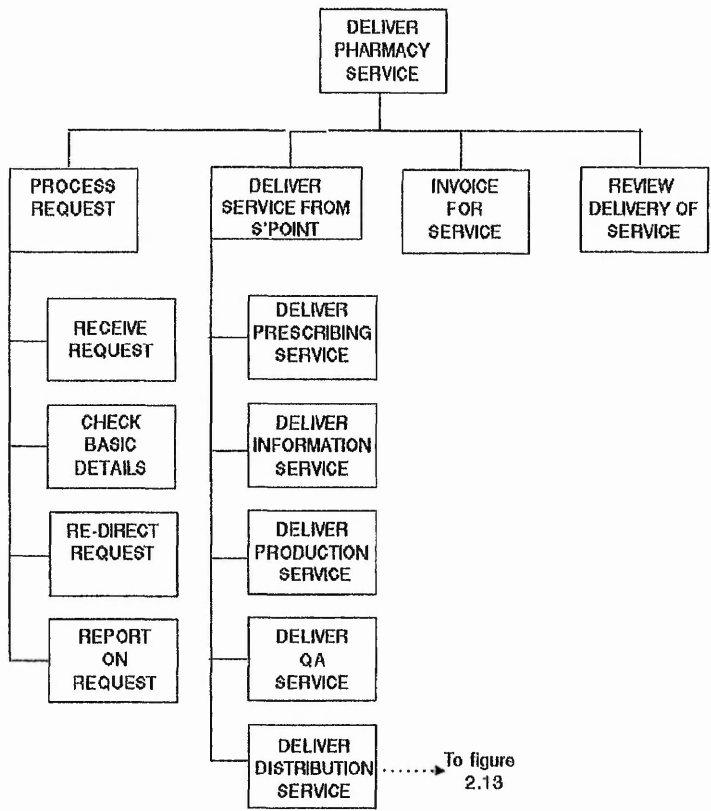 DELIVER
PHARMACY
SERVICE
PROCESS
REQUEST
DELIVER
SERVICE FROM
S'POINT
INVOICE
FOR
SERVICE
REVIEW
DELIVERY OF
SERVICE
RECEIVE
REQUEST
CHECK
BASIC
DETAILS
RE-DIRECT
REQUEST
REPORT
ON
REQUEST
DELIVER
PRESCRIBING
SERVICE
DELIVER
INFORMATION
SERVICE
DELIVER
PRODUCTION
SERVICE
DELIVER
QA
SERVICE
DELIVER
DISTRIBUTION
SERVICE
To figure
2.13